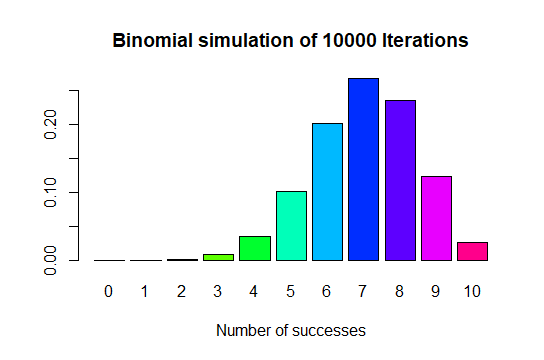 Binomial simulation of 10000 Iterations
0.20
0.10
0.00
0 1 2 3 4 5 6 7 8 9 10
Number of successes